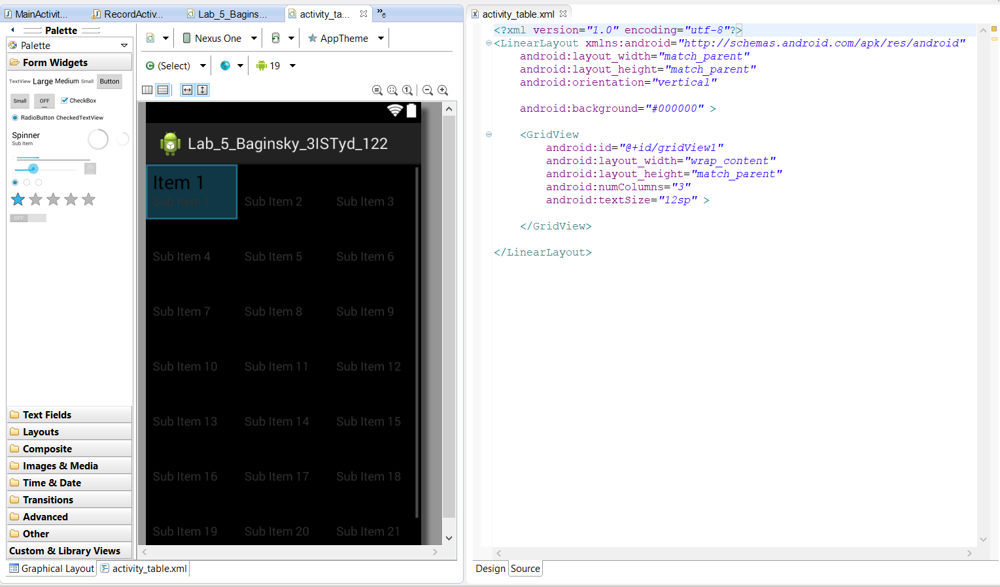 MainActivit...
RecordActiv...
Lab_5_Bagins...
activity_ta...
»6
Palette
Palette
Form Widgets
TextView Large Medium Small Button
Small OFF CheckBox
RadioButton CheckedTextView
Spinner
Sub Item
OFF
Text Fields
Layouts
Composite
Images & Media
Time & Date
Transitions
Advanced
Other
Custom & Library Views
Graphical Layout
activity_table.xml
Nexus One
AppTheme
(Select)
19
Lab_5_Baginsky_3ISTyd_122
Item 1
Sub Item 1 Sub Item 2 Sub Item 3
Sub Item 4 Sub Item 5 Sub Item 6
Sub Item 7 Sub Item 8 Sub Item 9
Sub Item 10 Sub Item 11 Sub Item 12
Sub Item 13 Sub Item 14 Sub Item 15
Sub Item 16 Sub Item 17 Sub Item 18
Sub Item 19 Sub Item 20 Sub Item 21
activity_table.xml
<?xml version="1.0" encoding="utf-8"?>
<LinearLayout xmlns:android="http://schemas.android.com/apk/res/android"
android:layout_width="match_parent"
android:layout_height="match_parent"
android:orientation="vertical"
android:background="#000000" >
<GridView
android:id="@+id/gridView1"
android:layout_width="wrap_content"
android:layout_height="match_parent"
android:numColumns="3"
android:textSize="12sp" >
</GridView>
</LinearLayout>
Design
Source